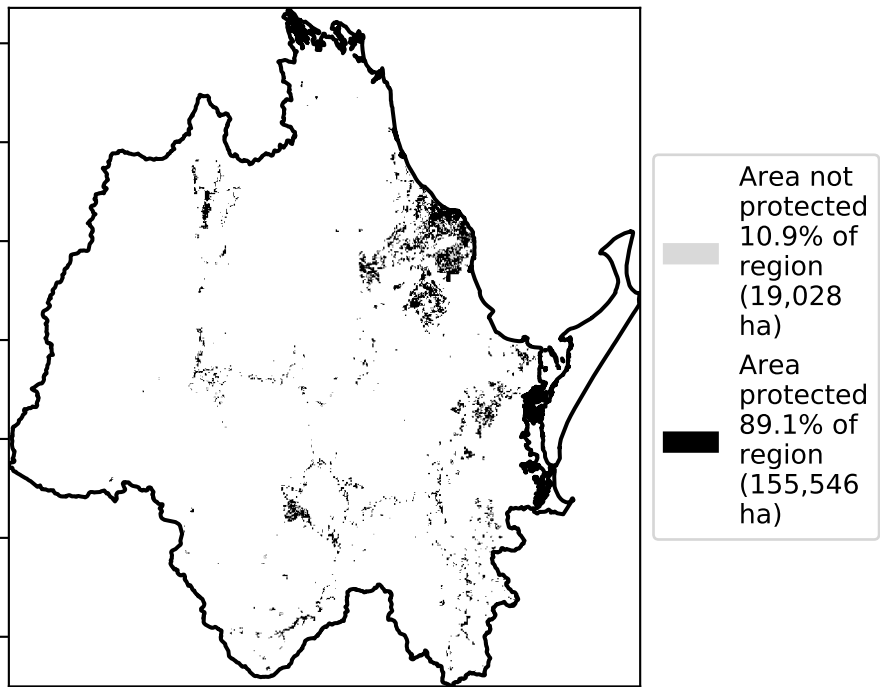 Area not
protected
10.9% of
region
(19,028
ha)
Area
protected
89.1% of
region
(155,546
ha)